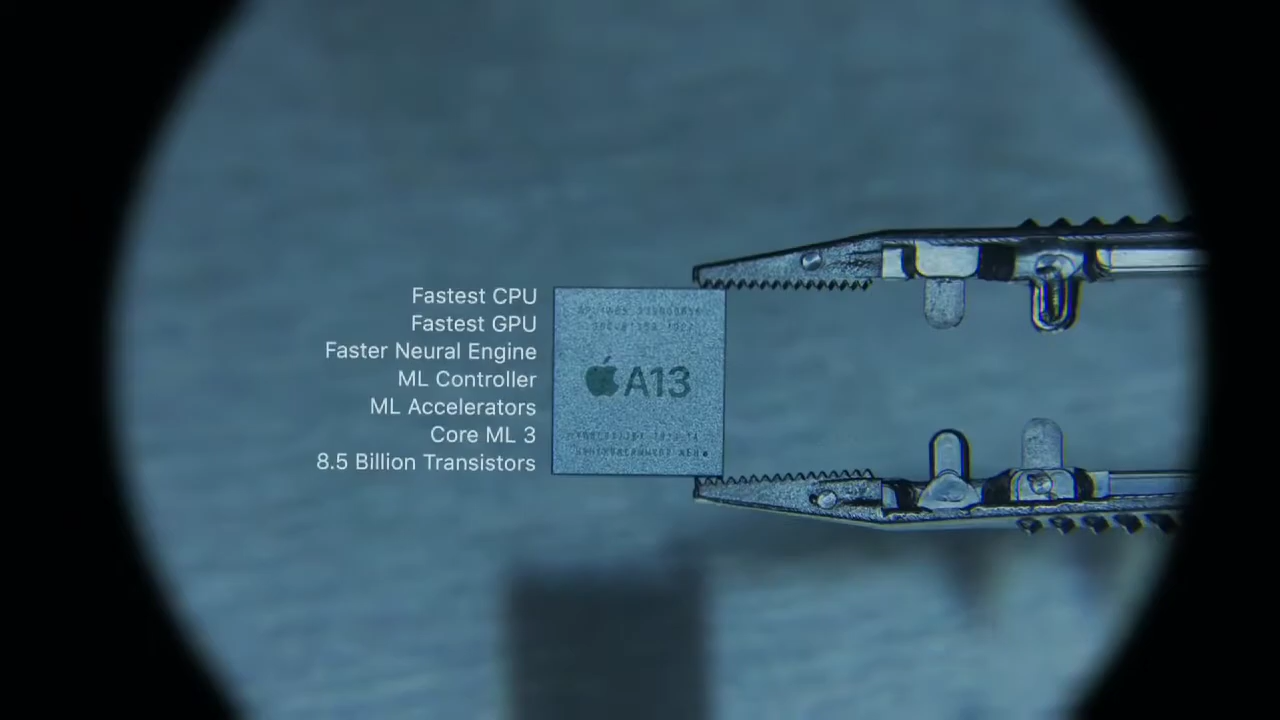 Fastest CPU
Fastest GPU
Faster Neural Engine
ML Controller
ML Accelerators
Core ML 3
8.5 Billion Transistors
A13